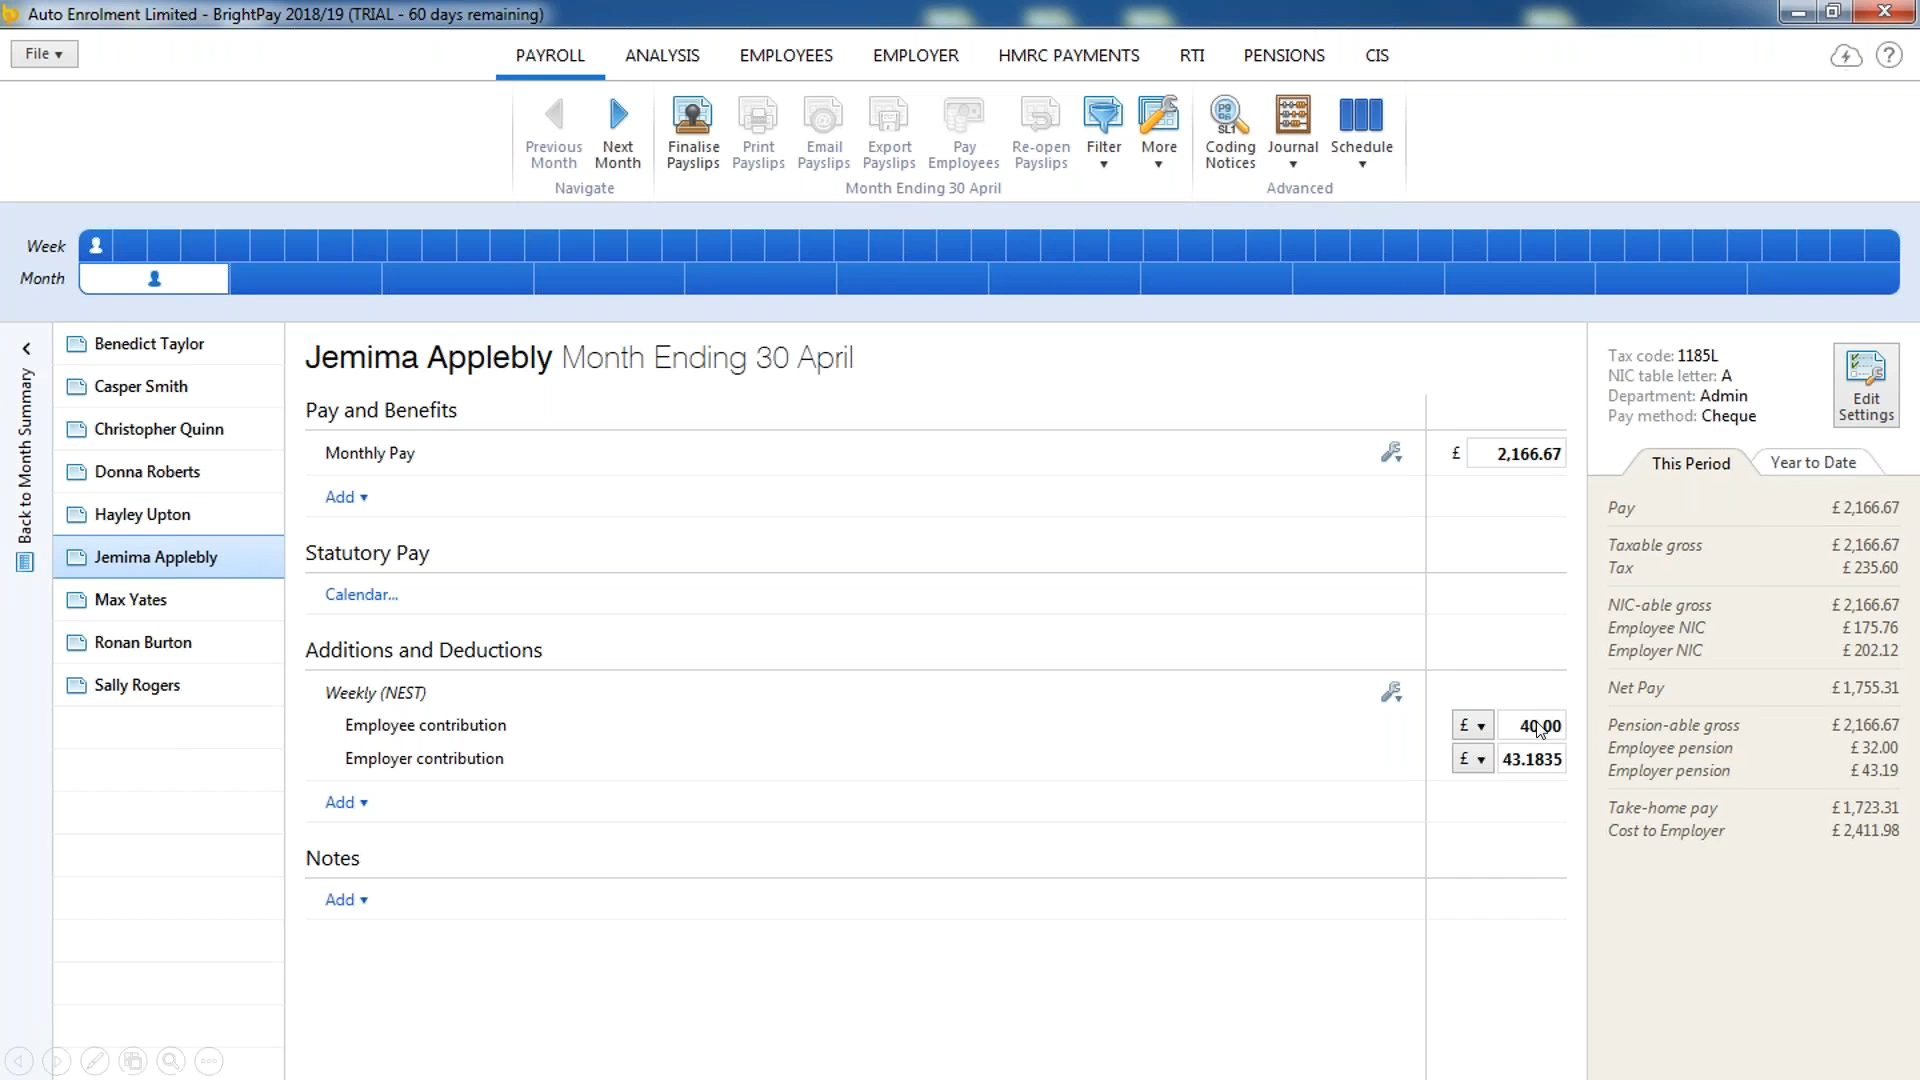 Auto Enrolment Limited - BrightPay 2018/19 (TRIAL - 60 days remaining)
File
PAYROLL ANALYSIS EMPLOYEES EMPLOYER HMRC PAYMENTS RTI PENSIONS CIS
Previous Month
Next Month
Navigate
Finalise Payslips
Print Payslips
Email Payslips
Export Payslips
Pay Employees
Re-open Payslips
Filter
More
Month Ending 30 April
P9 P6 SL1
Coding Notices
Journal
Schedule
Advanced
Week
Month
Back to Month Summary
Benedict Taylor
Casper Smith
Christopher Quinn
Donna Roberts
Hayley Upton
Jemima Applebly
Max Yates
Ronan Burton
Sally Rogers
Jemima Applebly Month Ending 30 April
Pay and Benefits
Monthly Pay £ 2,166.67
Add
Statutory Pay
Calendar...
Additions and Deductions
Weekly (NEST)
Employee contribution £ 40.00
Employer contribution £ 43.1835
Add
Notes
Add
Tax code: 1185L
NIC table letter: A
Department: Admin
Pay method: Cheque
Edit Settings
This Period
Year to Date
Pay £ 2,166.67
Taxable gross £ 2,166.67
Tax £ 235.60
NIC-able gross £ 2,166.67
Employee NIC £ 175.76
Employer NIC £ 202.12
Net Pay £ 1,755.31
Pension-able gross £ 2,166.67
Employee pension £ 32.00
Employer pension £ 43.19
Take-home pay £ 1,723.31
Cost to Employer £ 2,411.98